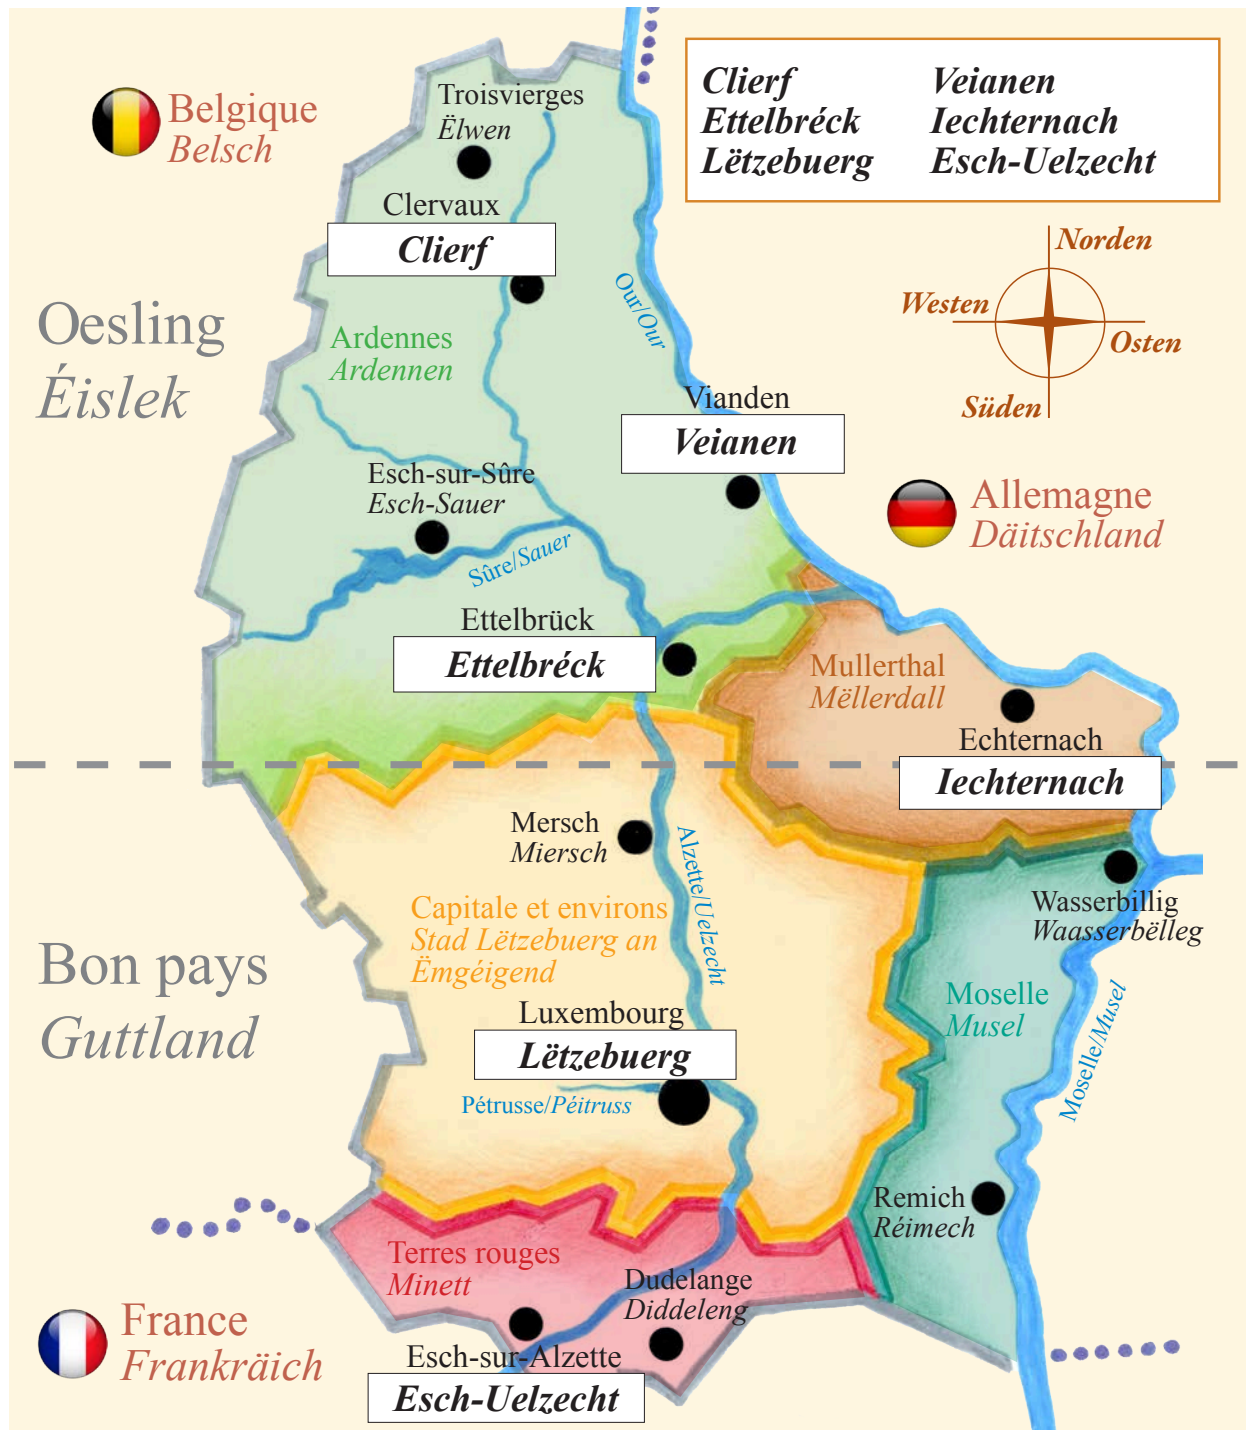 Clierf
Ettelbréck
Lëtzebuerg
Veianen
Iechternach
Esch-Uelzecht
Belgique
Belsch
Troisvierges
Ëlwen
Clervaux
Clierf
Norden
Westen
Osten
Süden
Oesling
Éislek
Our/Our
Ardennes
Ardennen
Vianden
Veianen
Esch-sur-Sûre
Esch-Sauer
Allemagne
Däitschland
Sûre/Sauer
Ettelbrück
Ettelbréck
Mullerthal
Mëllerdall
Echternach
Iechternach
Mersch
Miersch
Alzette/Uelzecht
Wasserbillig
Waasserbëlleg
Capitale et environs
Stad Lëtzebuerg an
Ëmgéigend
Bon pays
Guttland
Moselle
Musel
Moselle/Musel
Luxembourg
Lëtzebuerg
Pétrusse/Péitruss
Remich
Réimech
Terres rouges
Minett
Dudelange
Diddeleng
France
Frankräich
Esch-sur-Alzette
Esch-Uelzecht